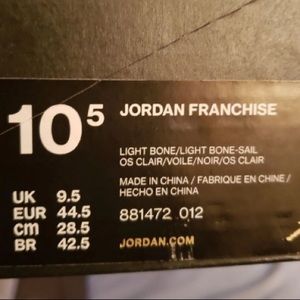 10⁵ JORDAN FRANCHISE
LIGHT BONE/LIGHT BONE-SAIL
OS CLAIR/VOILE/NOIR/OS CLAIR
MADE IN CHINA / FABRIQUE EN CHINE /
HECHO EN CHINA
UK 9.5
EUR 44.5
cm 28.5
BR 42.5
881472 012
JORDAN.COM